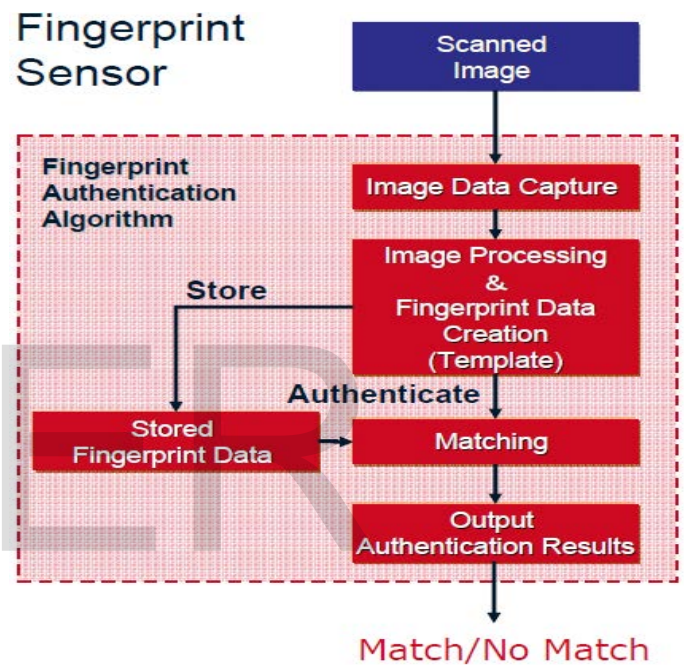 Fingerprint
Sensor
Scanned
Image
Fingerprint
Authentication
Algorithm
Image Data Capture
Image Processing
&
Fingerprint Data
Creation
(Template)
Store
Authenticate
Stored
Fingerprint Data
Matching
Output
Authentication Results
Match/No Match
ER